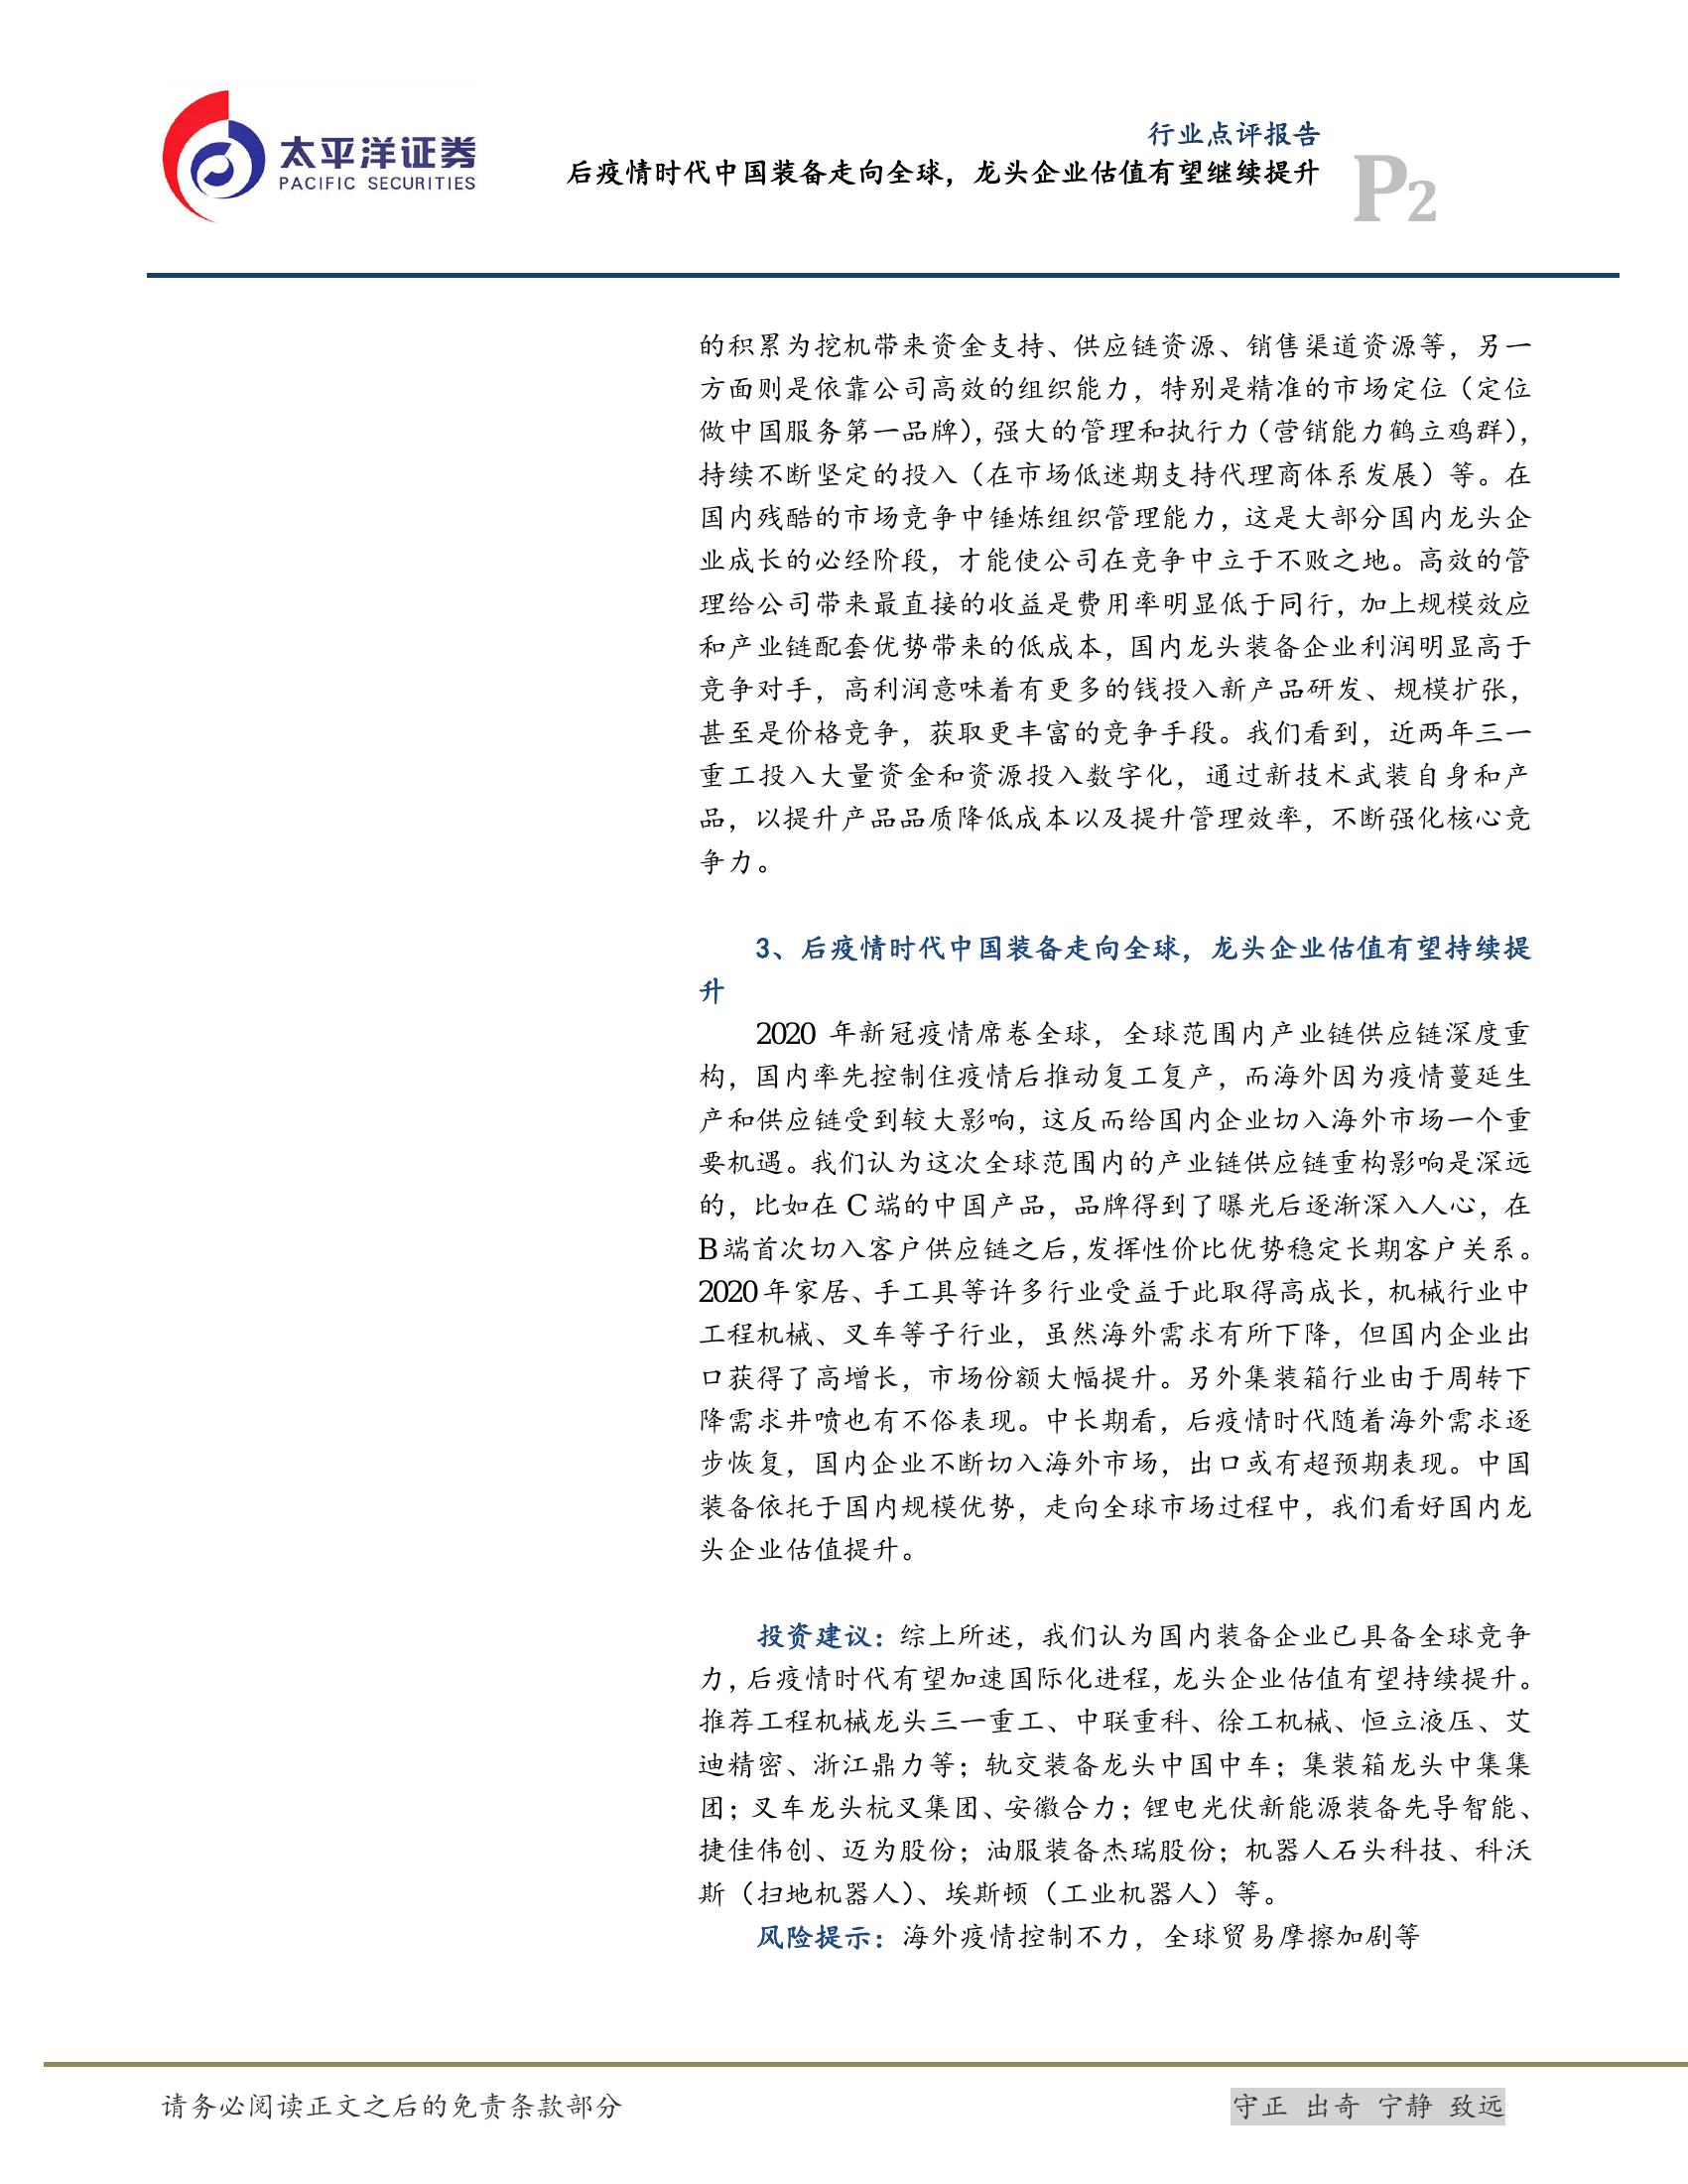 太平洋证券
PACIFIC SECURITIES
行业点评报告
后疫情时代中国装备走向全球，龙头企业估值有望继续提升
P2
的积累为挖机带来资金支持、供应链资源、销售渠道资源等，另一
方面则是依靠公司高效的组织能力，特别是精准的市场定位（定位
做中国服务第一品牌），强大的管理和执行力（营销能力鹤立鸡群），
持续不断坚定的投入（在市场低迷期支持代理商体系发展）等。在
国内残酷的市场竞争中锤炼组织管理能力，这是大部分国内龙头企
业成长的必经阶段，才能使公司在竞争中立于不败之地。高效的管
理给公司带来最直接的收益是费用率明显低于同行，加上规模效应
和产业链配套优势带来的低成本，国内龙头装备企业利润明显高于
竞争对手，高利润意味着有更多的钱投入新产品研发、规模扩张，
甚至是价格竞争，获取更丰富的竞争手段。我们看到，近两年三一
重工投入大量资金和资源投入数字化，通过新技术武装自身和产
品，以提升产品品质降低成本以及提升管理效率，不断强化核心竞
争力。
3、后疫情时代中国装备走向全球，龙头企业估值有望持续提
升
2020 年新冠疫情席卷全球，全球范围内产业链供应链深度重
构，国内率先控制住疫情后推动复工复产，而海外因为疫情蔓延生
产和供应链受到较大影响，这反而给国内企业切入海外市场一个重
要机遇。我们认为这次全球范围内的产业链供应链重构影响是深远
的，比如在 C 端的中国产品，品牌得到了曝光后逐渐深入人心，在
B 端首次切入客户供应链之后，发挥性价比优势稳定长期客户关系。
2020 年家居、手工具等许多行业受益于此取得高成长，机械行业中
工程机械、叉车等子行业，虽然海外需求有所下降，但国内企业出
口获得了高增长，市场份额大幅提升。另外集装箱行业由于周转下
降需求井喷也有不俗表现。中长期看，后疫情时代随着海外需求逐
步恢复，国内企业不断切入海外市场，出口或有超预期表现。中国
装备依托于国内规模优势，走向全球市场过程中，我们看好国内龙
头企业估值提升。
投资建议：综上所述，我们认为国内装备企业已具备全球竞争
力，后疫情时代有望加速国际化进程，龙头企业估值有望持续提升。
推荐工程机械龙头三一重工、中联重科、徐工机械、恒立液压、艾
迪精密、浙江鼎力等；轨交装备龙头中国中车；集装箱龙头中集集
团；叉车龙头杭叉集团、安徽合力；锂电光伏新能源装备先导智能、
捷佳伟创、迈为股份；油服装备杰瑞股份；机器人石头科技、科沃
斯（扫地机器人）、埃斯顿（工业机器人）等。
风险提示：海外疫情控制不力，全球贸易摩擦加剧等
请务必阅读正文之后的免责条款部分
守正 出奇 宁静 致远